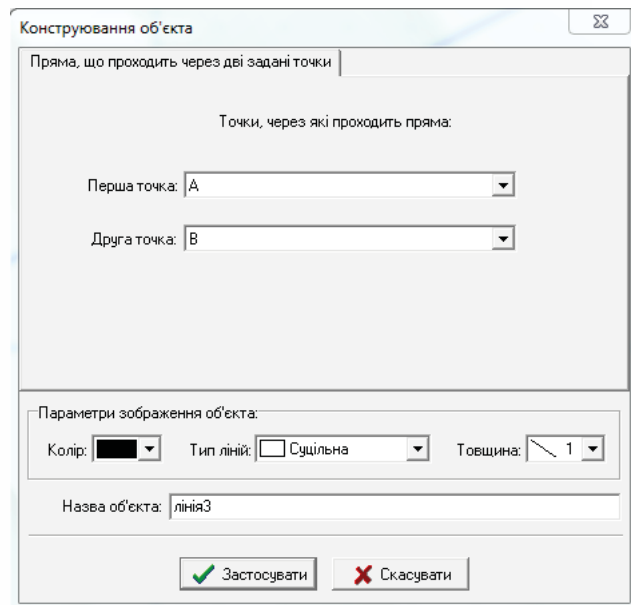 Конструювання об'єкта
Пряма, що проходить через дві задані точки
Точки, через які проходить пряма:
Перша точка: A
Друга точка: B
Параметри зображення об'єкта:
Колір: Тип ліній: Суцільна Товщина: 1
Назва об'єкта: лінія3
Застосувати Скасувати